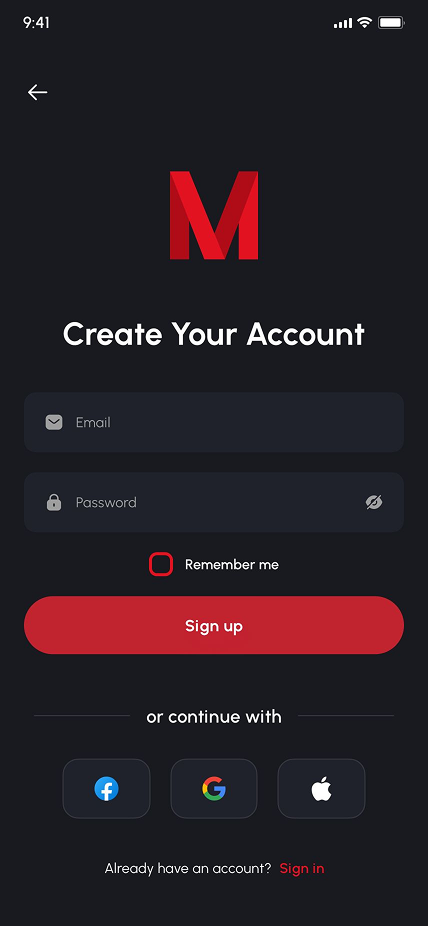 9:41
M
Create Your Account
Email
Password
Remember me
Sign up
or continue with
Already have an account? Sign in